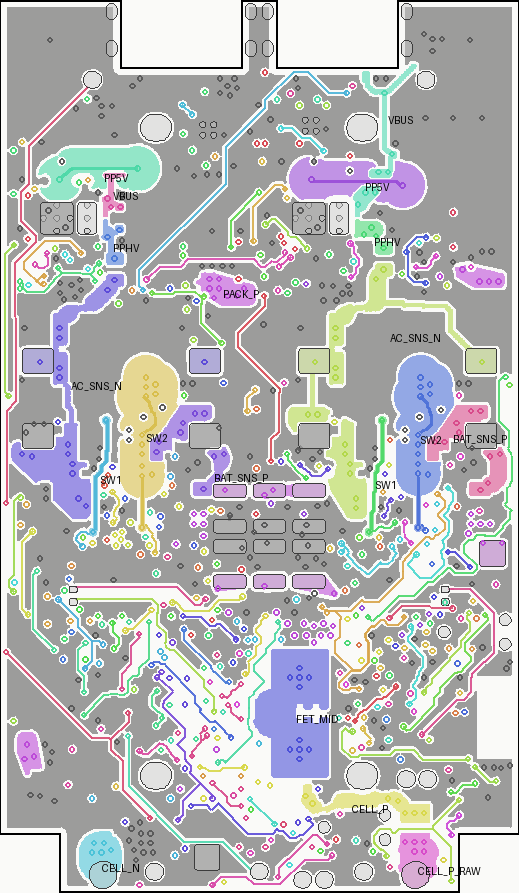 VBUS
PP5V
PP5V
VBUS
PPHV
PPHV
PACK_P
AC_SNS_N
AC_SNS_N
SW2
SW2
BAT_SNS_P
SW1
BAT_SNS_P
SW1
FET_MID
CELL_P
CELL_N
CELL_P_RAW